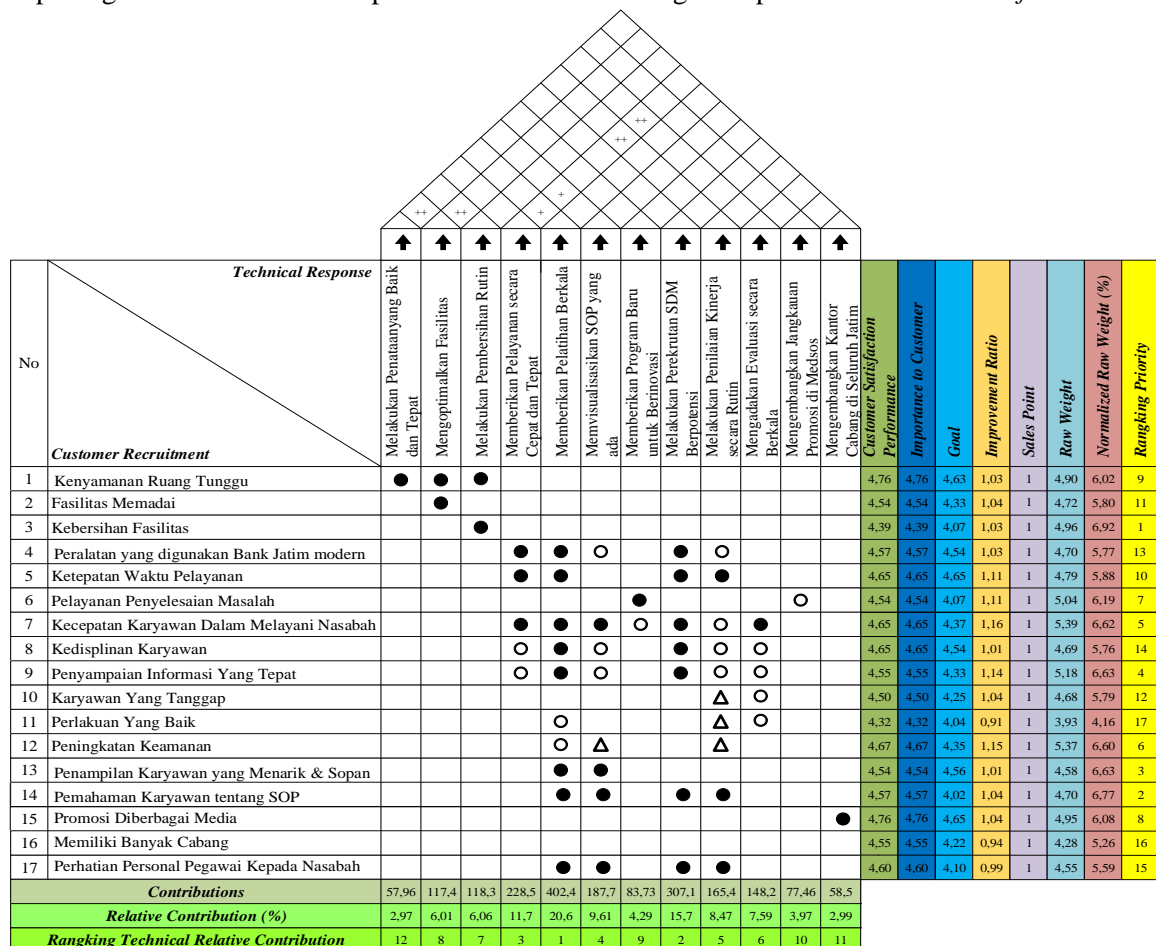 ++
++
+
++ ++ +
No
Technical Response
Customer Recruitment
Melakukan Penataanyang Baik
dan Tepat
Mengoptimalkan Fasilitas
Melakukan Pembersihan Rutin
Memberikan Pelayanan secara
Cepat dan Tepat
Memberikan Pelatihan Berkala
Memvisualisasikan SOP yang
ada
Memberikan Program Baru
untuk Berinovasi
Melakukan Perekrutan SDM
Berpotensi
Melakukan Penilaian Kinerja
secara Rutin
Mengadakan Evaluasi secara
Berkala
Mengembangkan Jangkauan
Promosi di Medsos
Mengembangkan Kantor
Cabang di Seluruh Jatim
Customer Satisfaction
Performance
Importance to Customer
Goal
Improvement Ratio
Sales Point
Raw Weight
Normalized Raw Weight (%)
Rangking Priority
1 Kenyamanan Ruang Tunggu 4,76 4,76 4,63 1,03 1 4,90 6,02 9
2 Fasilitas Memadai 4,54 4,54 4,33 1,04 1 4,72 5,80 11
3 Kebersihan Fasilitas 4,39 4,39 4,07 1,03 1 4,96 6,92 1
4 Peralatan yang digunakan Bank Jatim modern 4,57 4,57 4,54 1,03 1 4,70 5,77 13
5 Ketepatan Waktu Pelayanan 4,65 4,65 4,65 1,11 1 4,79 5,88 10
6 Pelayanan Penyelesaian Masalah 4,54 4,54 4,07 1,11 1 5,04 6,19 7
7 Kecepatan Karyawan Dalam Melayani Nasabah 4,65 4,65 4,37 1,16 1 5,39 6,62 5
8 Kedisplinan Karyawan 4,65 4,65 4,54 1,01 1 4,69 5,76 14
9 Penyampaian Informasi Yang Tepat 4,55 4,55 4,33 1,14 1 5,18 6,63 4
10 Karyawan Yang Tanggap 4,50 4,50 4,25 1,04 1 4,68 5,79 12
11 Perlakuan Yang Baik 4,32 4,32 4,04 0,91 1 3,93 4,16 17
12 Peningkatan Keamanan 4,67 4,67 4,35 1,15 1 5,37 6,60 6
13 Penampilan Karyawan yang Menarik & Sopan 4,54 4,54 4,56 1,01 1 4,58 6,63 3
14 Pemahaman Karyawan tentang SOP 4,57 4,57 4,02 1,04 1 4,70 6,77 2
15 Promosi Diberbagai Media 4,76 4,76 4,65 1,04 1 4,95 6,08 8
16 Memiliki Banyak Cabang 4,55 4,55 4,22 0,94 1 4,28 5,26 16
17 Perhatian Personal Pegawai Kepada Nasabah 4,60 4,60 4,10 0,99 1 4,55 5,59 15
Contributions 57,96 117,4 118,3 228,5 402,4 187,7 83,73 307,1 165,4 148,2 77,46 58,5
Relative Contribution (%) 2,97 6,01 6,06 11,7 20,6 9,61 4,29 15,7 8,47 7,59 3,97 2,99
Rangking Technical Relative Contribution 12 8 7 3 1 4 9 2 5 6 10 11